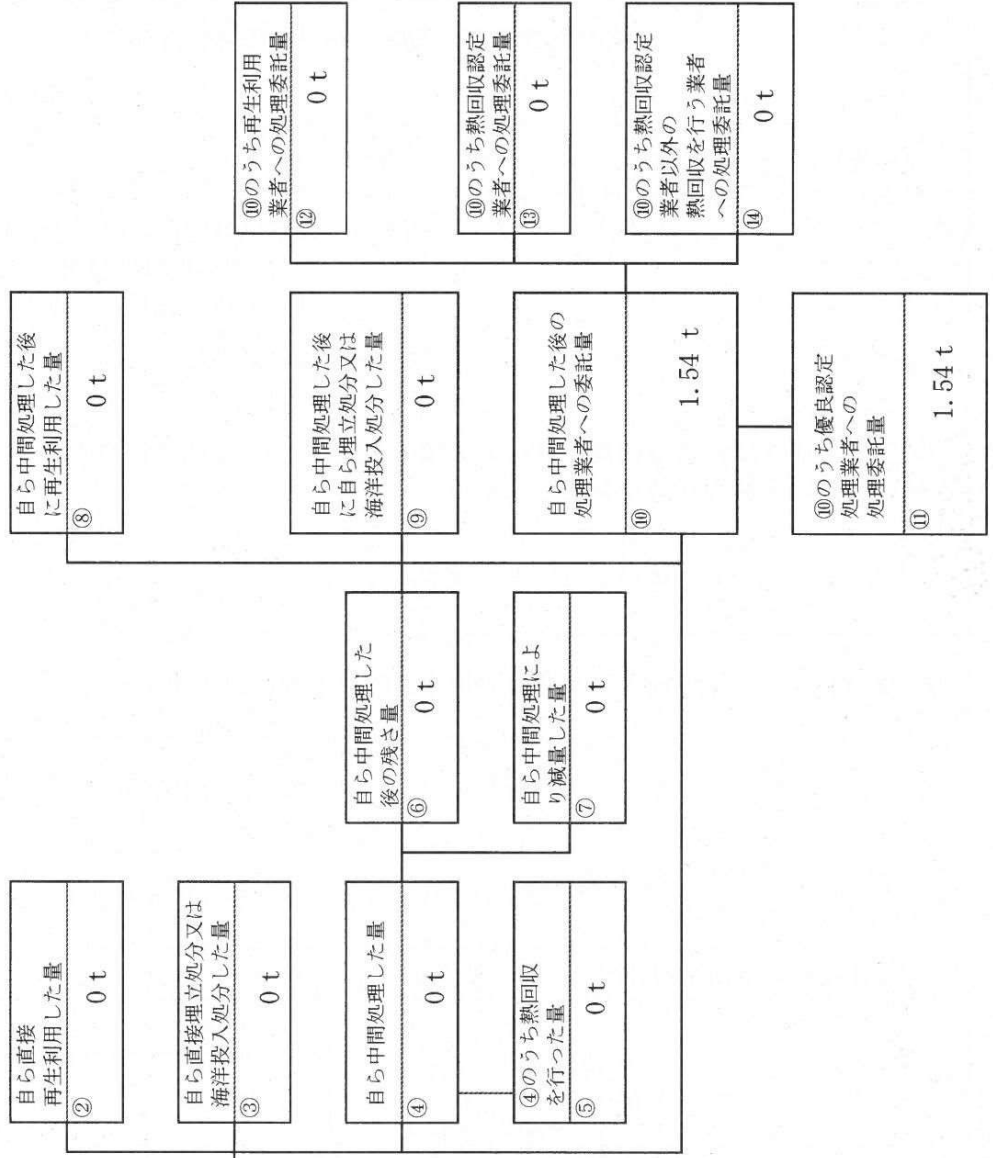 自ら直接
再生利用した量
②
0 t
自ら直接埋立処分又は
海洋投入処分した量
③
0 t
自ら中間処理した量
④
0 t
④のうち熱回収
を行った量
⑤
0 t
自ら中間処理した
後の残さ量
⑥
0 t
自ら中間処理によ
り減量した量
⑦
0 t
自ら中間処理した後
に再生利用した量
⑧
0 t
自ら中間処理した後
に自ら埋立処分又は
海洋投入処分した量
⑨
0 t
自ら中間処理した後の
処理業者への委託量
⑩
1.54 t
⑩のうち優良認定
処理業者への
処理委託量
⑪
1.54 t
⑩のうち再生利用
業者への処理委託量
⑫
0 t
⑩のうち熱回収認定
業者への処理委託量
⑬
0 t
⑩のうち熱回収認定
業者以外の
熱回収を行う業者
への処理委託量
⑭
0 t